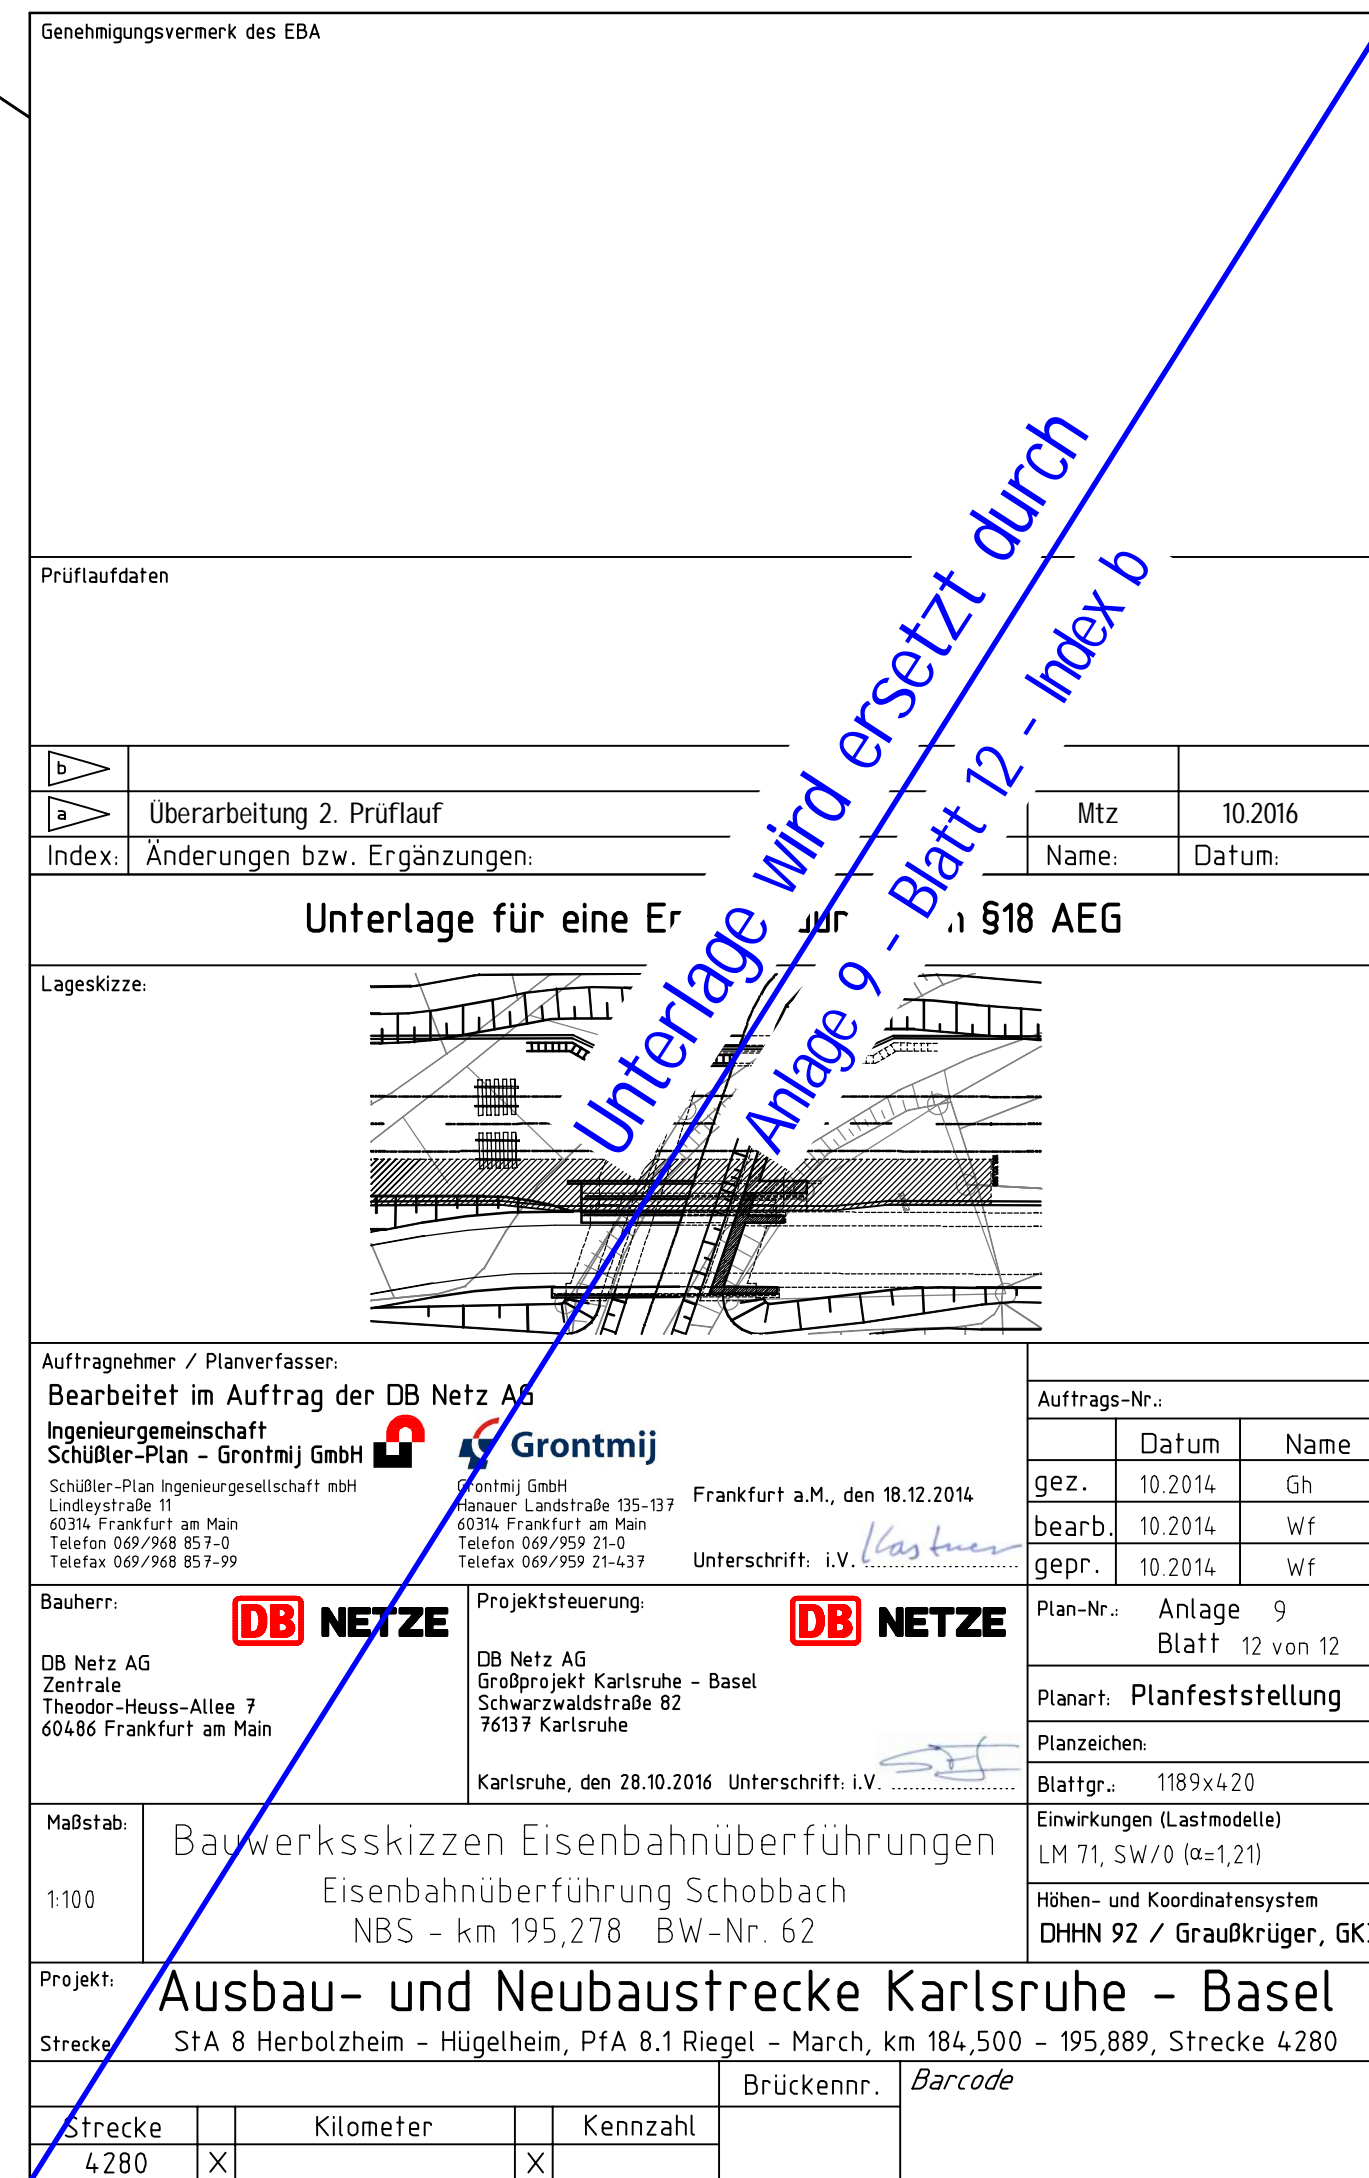 Genehmigungsvermerk des EBA
Prüflaufdaten
b
a Überarbeitung 2. Prüflauf Mtz 10.2016
Index: Änderungen bzw. Ergänzungen: Name: Datum:
Unterlage wird ersetzt durch
Anlage 9 - Blatt 12 - Index b
Unterlage für eine §18 AEG
Lageskizze:
Auftragnehmer / Planverfasser:
Bearbeitet im Auftrag der DB Netz AG
Ingenieurgemeinschaft
Schüßler-Plan - Grontmij GmbH
Grontmij
Schüßler-Plan Ingenieurgesellschaft mbH
Lindleystraße 11
60314 Frankfurt am Main
Telefon 069/968 857-0
Telefax 069/968 857-99
Grontmij GmbH
Hanauer Landstraße 135-137
60314 Frankfurt am Main
Telefon 069/959 21-0
Telefax 069/959 21-437
Frankfurt a.M., den 18.12.2014
Unterschrift: i.V. Kastner
Auftrags-Nr.:
Datum Name
gez. 10.2014 Gh
bearb. 10.2014 Wf
gepr. 10.2014 Wf
Bauherr:
DB NETZE
DB Netz AG
Zentrale
Theodor-Heuss-Allee 7
60486 Frankfurt am Main
Projektsteuerung:
DB NETZE
DB Netz AG
Großprojekt Karlsruhe - Basel
Schwarzwaldstraße 82
76137 Karlsruhe
Karlsruhe, den 28.10.2016 Unterschrift: i.V.
Plan-Nr.: Anlage 9
Blatt 12 von 12
Planart: Planfeststellung
Planzeichen:
Blattgr.: 1189x420
Maßstab:
1:100
Bauwerksskizzen Eisenbahnüberführungen
Eisenbahnüberführung Schobbach
NBS - km 195,278 BW-Nr. 62
Einwirkungen (Lastmodelle)
LM 71, SW/0 (α=1,21)
Höhen- und Koordinatensystem
DHHN 92 / Graußkrüger,
Projekt: Ausbau- und Neubaustrecke Karlsruhe - Basel
Strecke StA 8 Herbolzheim - Hügelheim, PfA 8.1 Riegel - March, km 184,500 - 195,889, Strecke 4280
Brückennr. Barcode
Strecke Kilometer Kennzahl
4280 X X